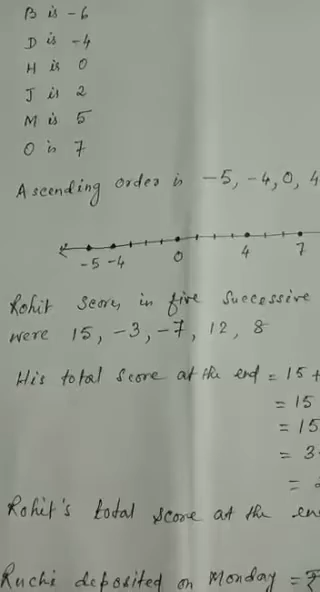 B is -6
D is -4
H is 0
J is 2
M is 5
O is 7
Ascending order is -5, -4, 0, 4
-5 -4 0 4 7
Rohit score, in five successive
were 15, -3, -7, 12, 8
His total score at the end = 15 +
= 15
= 15
= 3
=
Rohit's total score at the en
Ruchi deposited on Monday = ₹